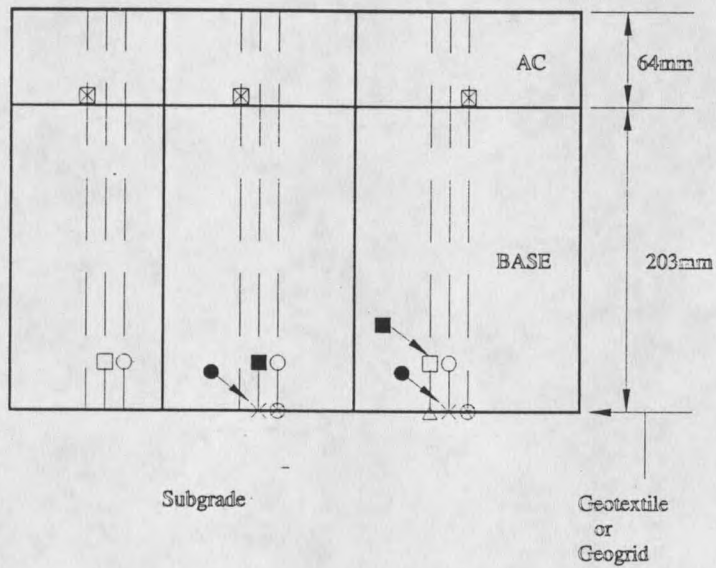 AC
64mm
BASE
203mm
Subgrade
Geotextile
or
Geogrid